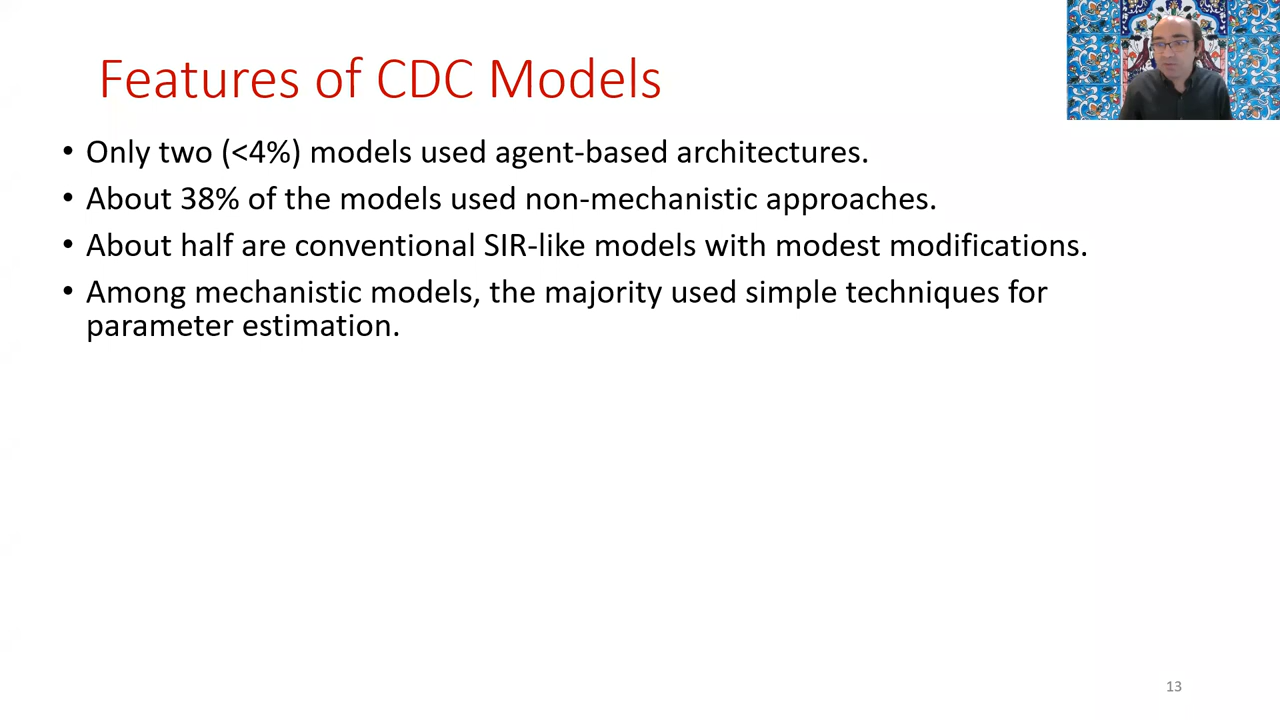 Features of CDC Models
• Only two (<4%) models used agent-based architectures.
• About 38% of the models used non-mechanistic approaches.
• About half are conventional SIR-like models with modest modifications.
• Among mechanistic models, the majority used simple techniques for
parameter estimation.
13